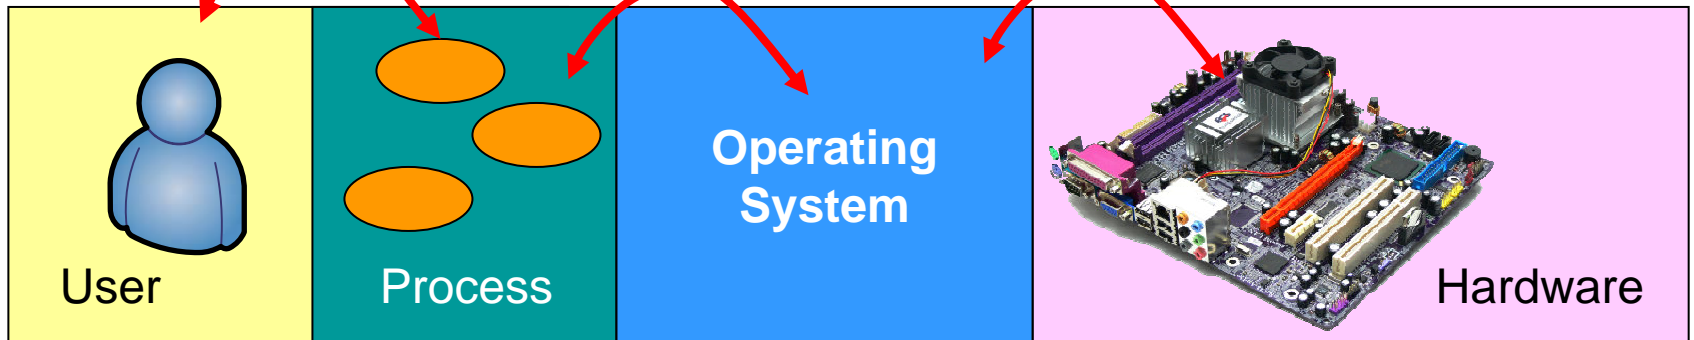 Operating
System
User
Process
Hardware